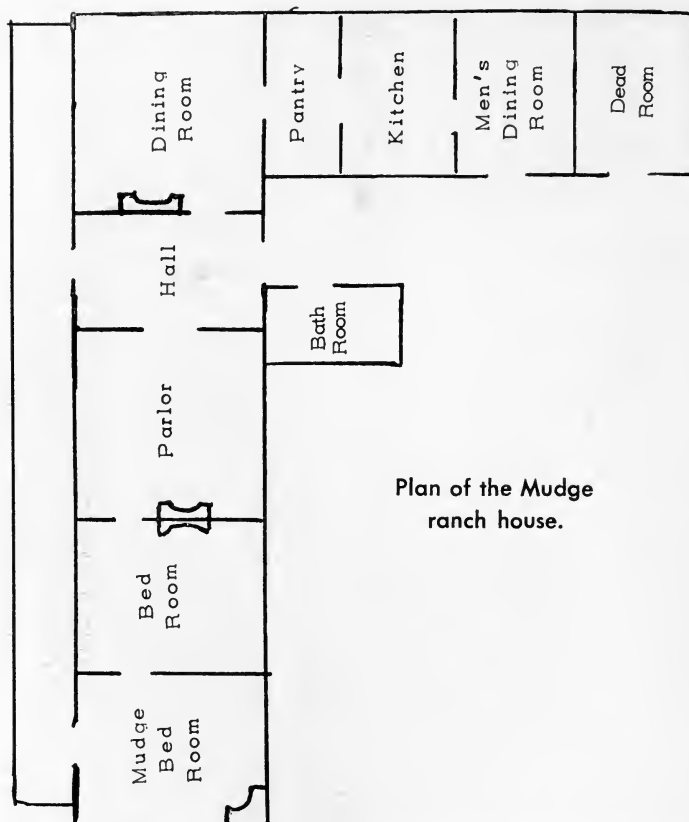 Dining
Room
Pantry
Kitchen
Men's
Dining
Room
Dead
Room
Hall
Bath
Room
Parlor
Plan of the Mudge
ranch house.
Bed
Room
Mudge
Bed
Room